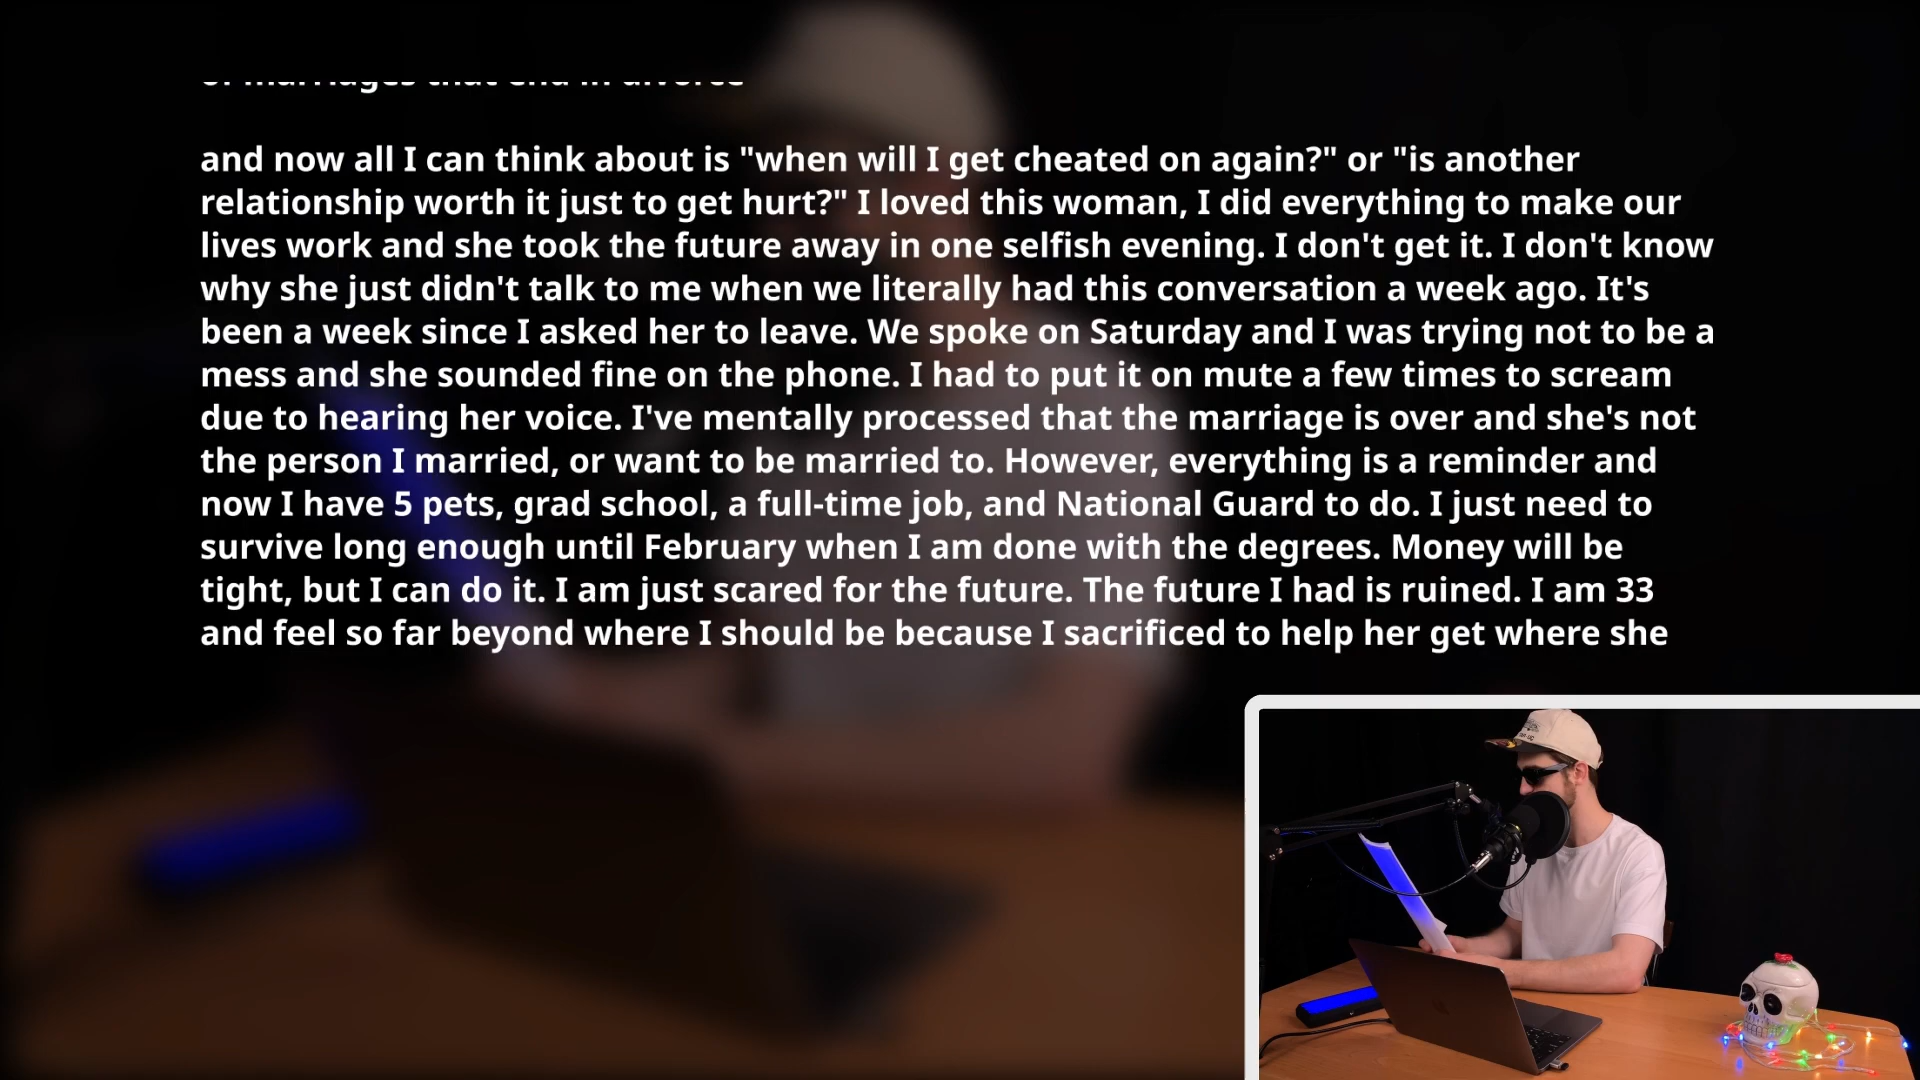 of marriages that end in divorce
and now all I can think about is "when will I get cheated on again?" or "is another
relationship worth it just to get hurt?" I loved this woman, I did everything to make our
lives work and she took the future away in one selfish evening. I don't get it. I don't know
why she just didn't talk to me when we literally had this conversation a week ago. It's
been a week since I asked her to leave. We spoke on Saturday and I was trying not to be a
mess and she sounded fine on the phone. I had to put it on mute a few times to scream
due to hearing her voice. I've mentally processed that the marriage is over and she's not
the person I married, or want to be married to. However, everything is a reminder and
now I have 5 pets, grad school, a full-time job, and National Guard to do. I just need to
survive long enough until February when I am done with the degrees. Money will be
tight, but I can do it. I am just scared for the future. The future I had is ruined. I am 33
and feel so far beyond where I should be because I sacrificed to help her get where she